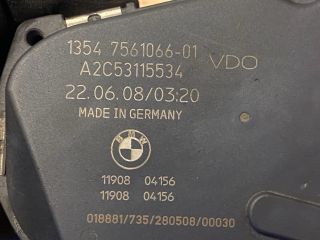 1354 7561066-01 VDO
A2C53115534
22.06.08/03:20
MADE IN GERMANY
BMW
11908 04156
11908 04156
018881/735/280508/00030